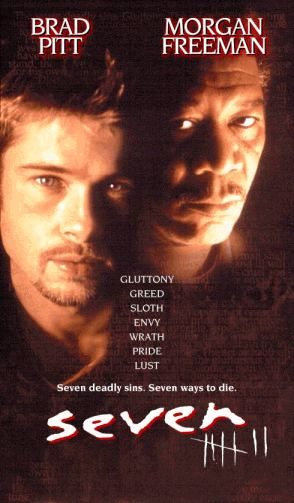 BRAD
PITT
MORGAN
FREEMAN
GLUTTONY
GREED
SLOTH
ENVY
WRATH
PRIDE
LUST
Seven deadly sins. Seven ways to die.
seven